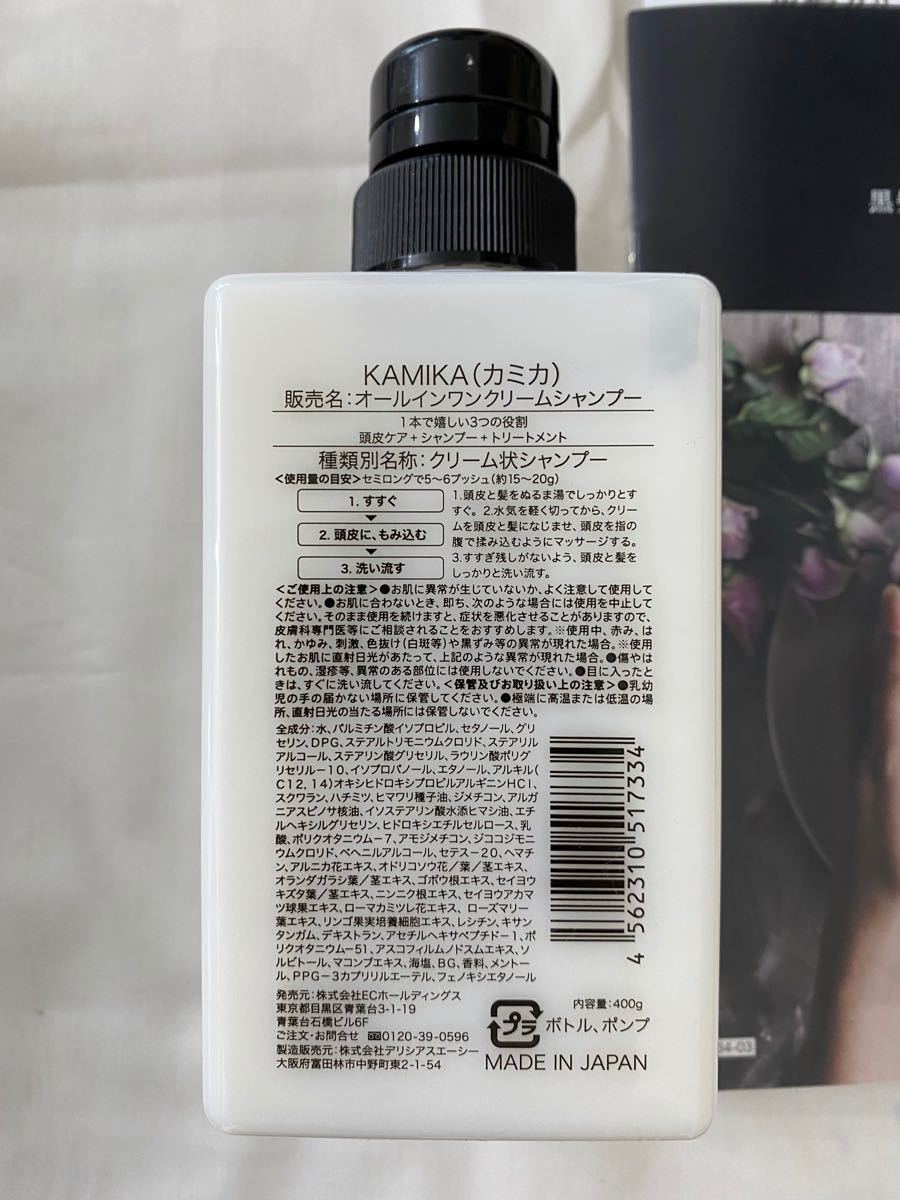 KAMIKA（カミカ）
販売名：オールインワンクリームシャンプー
1本で嬉しい3つの役割
頭皮ケア＋シャンプー＋トリートメント
種類別名称：クリーム状シャンプー
＜使用量の目安＞セミロングで5〜6プッシュ（約15〜20g）
1. すすぐ
2. 頭皮に、もみ込む
3. 洗い流す
1.頭皮と髪をぬるま湯でしっかりとす
すぐ。2.水気を軽く切ってから、クリー
ムを頭皮と髪になじませ、頭皮を指の
腹で揉み込むようにマッサージする。
3.すすぎ残しがないよう、頭皮と髪を
しっかりと洗い流す。
＜ご使用上の注意＞●お肌に異常が生じていないか、よく注意して使用して
ください。●お肌に合わないとき、即ち、次のような場合には使用を中止して
ください。そのまま使用を続けますと、症状を悪化させることがありますので、
皮膚科専門医等にご相談されることをおすすめします。※使用中、赤み、は
れ、かゆみ、刺激、色抜け（白斑等）や黒ずみ等の異常が現れた場合。※使用
したお肌に直射日光があたって、上記のような異常が現れた場合。●傷やは
れもの、湿疹等、異常のある部位には使用しないでください。●目に入ったと
きは、すぐに洗い流してください。＜保管及びお取り扱い上の注意＞●乳幼
児の手の届かない場所に保管してください。●極端に高温または低温の場
所、直射日光の当たる場所には保管しないでください。
全成分：水、パルミチン酸イソプロピル、セタノール、グリ
セリン、DPG、ステアルトリモニウムクロリド、ステアリル
アルコール、ステアリン酸グリセリル、ラウリン酸ポリグ
リセリル－10、イソプロパノール、エタノール、アルキル（
C12，14）オキシヒドロキシプロピルアルギニンHCl、
スクワラン、ハチミツ、ヒマワリ種子油、ジメチコン、アルガ
ニアスピノサ核油、イソステアリン酸水添ヒマシ油、エチ
ルヘキシルグリセリン、ヒドロキシエチルセルロース、乳
酸、ポリクオタニウム－7、アモジメチコン、ジココジモニ
ウムクロリド、ベヘニルアルコール、セテス－20、ヘマチ
ン、アルニカ花エキス、オドリコソウ花／葉／茎エキス、
オランダガラシ葉／茎エキス、ゴボウ根エキス、セイヨウ
キズタ葉／茎エキス、ニンニク根エキス、セイヨウアカマ
ツ球果エキス、ローマカミツレ花エキス、ローズマリー
葉エキス、リンゴ果実培養細胞エキス、レシチン、キサン
タンガム、デキストラン、アセチルヘキサペプチド－1、ポ
リクオタニウム－51、アスコフィルムノドスムエキス、ソ
ルビトール、マコンブエキス、海塩、BG、香料、メントー
ル、PPG－3カプリリルエーテル、フェノキシエタノール
4 562310 517334
発売元：株式会社ECホールディングス
東京都目黒区青葉台3-1-19
青葉台石橋ビル6F
ご注文・お問合せ 0120-39-0596
製造販売元：株式会社デリシアスエーシー
大阪府富田林市中野町東2-1-54
内容量：400g
プラ
ボトル、ポンプ
MADE IN JAPAN
黒
54-03